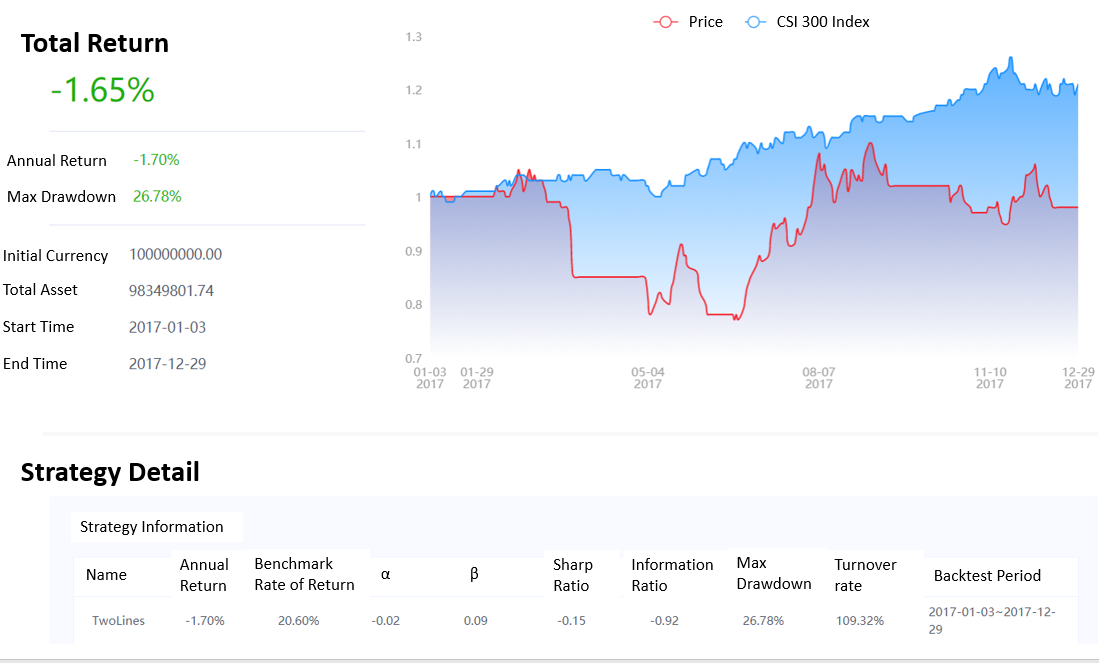 Total Return
-1.65%
Annual Return -1.70%
Max Drawdown 26.78%
Initial Currency 100000000.00
Total Asset 98349801.74
Start Time 2017-01-03
End Time 2017-12-29
Price CSI 300 Index
1.3
1.2
1.1
1
0.9
0.8
0.7
01-03 01-29 05-04 08-07 11-10 12-29
2017 2017 2017 2017 2017 2017
Strategy Detail
Strategy Information
Name Annual Return Benchmark Rate of Return α β Sharp Ratio Information Ratio Max Drawdown Turnover rate Backtest Period
TwoLines -1.70% 20.60% -0.02 0.09 -0.15 -0.92 26.78% 109.32% 2017-01-03~2017-12-29